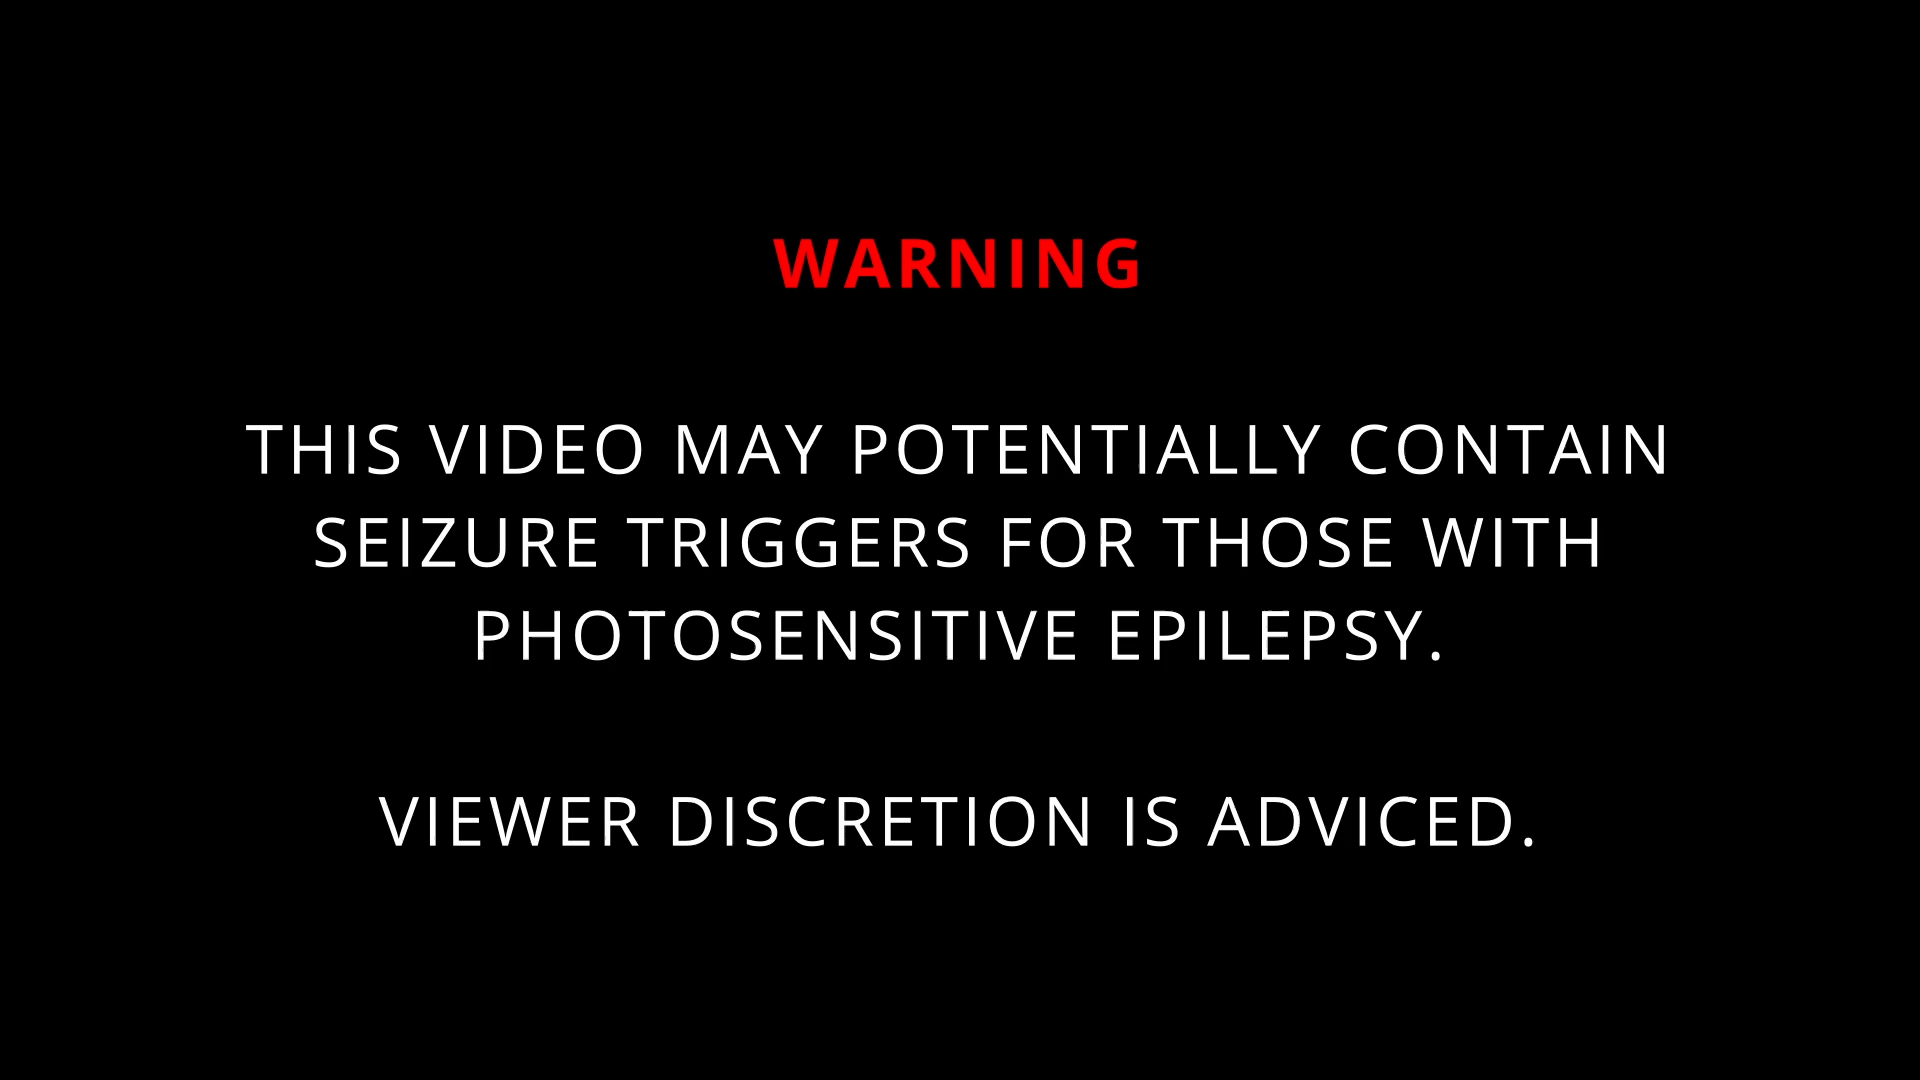 WARNING
THIS VIDEO MAY POTENTIALLY CONTAIN
SEIZURE TRIGGERS FOR THOSE WITH
PHOTOSENSITIVE EPILEPSY.
VIEWER DISCRETION IS ADVICED.